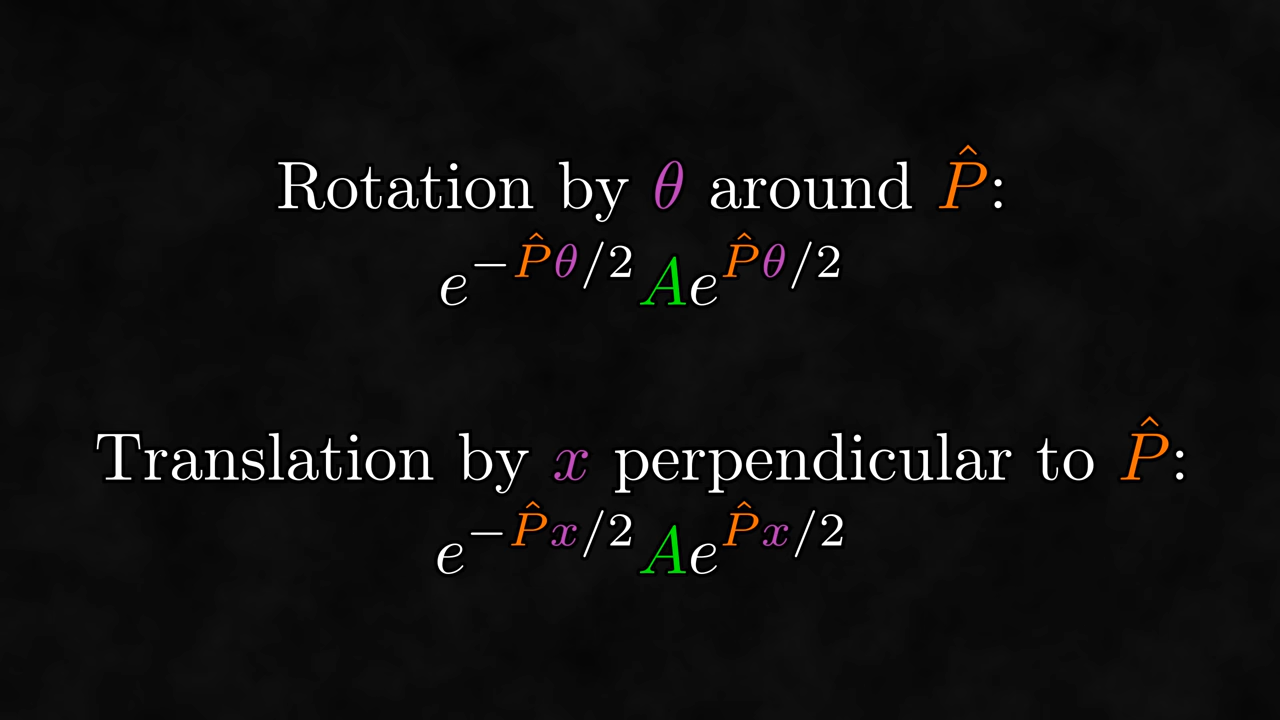 Rotation by θ around P̂:
e^{-P̂θ/2}Ae^{P̂θ/2}
Translation by x perpendicular to P̂:
e^{-P̂x/2}Ae^{P̂x/2}